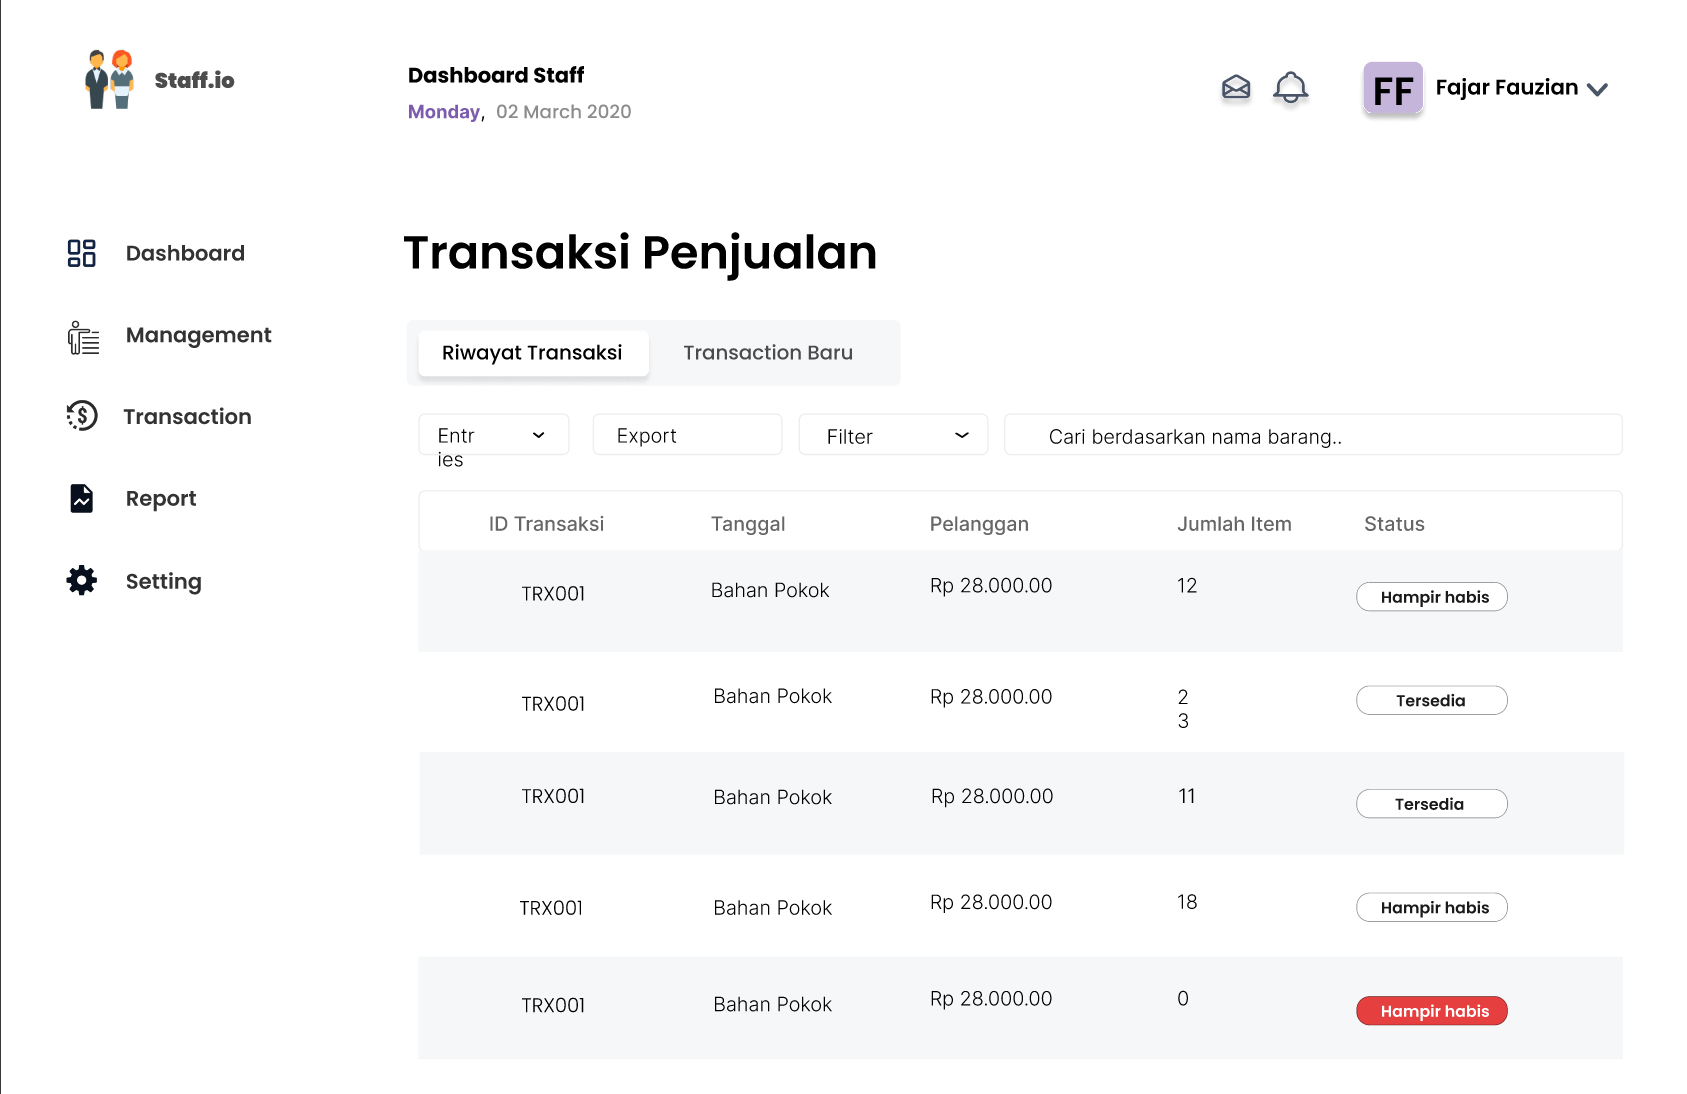 Staff.io
Dashboard Staff
Monday, 02 March 2020
FF
Fajar Fauzian
Dashboard
Management
Transaction
Report
Setting
Transaksi Penjualan
Riwayat Transaksi
Transaction Baru
Entr
ies
Export
Filter
Cari berdasarkan nama barang..
ID Transaksi Tanggal Pelanggan Jumlah Item Status
TRX001 Bahan Pokok Rp 28.000.00 12 Hampir habis
TRX001 Bahan Pokok Rp 28.000.00 2 Tersedia
3
TRX001 Bahan Pokok Rp 28.000.00 11 Tersedia
TRX001 Bahan Pokok Rp 28.000.00 18 Hampir habis
TRX001 Bahan Pokok Rp 28.000.00 0 Hampir habis